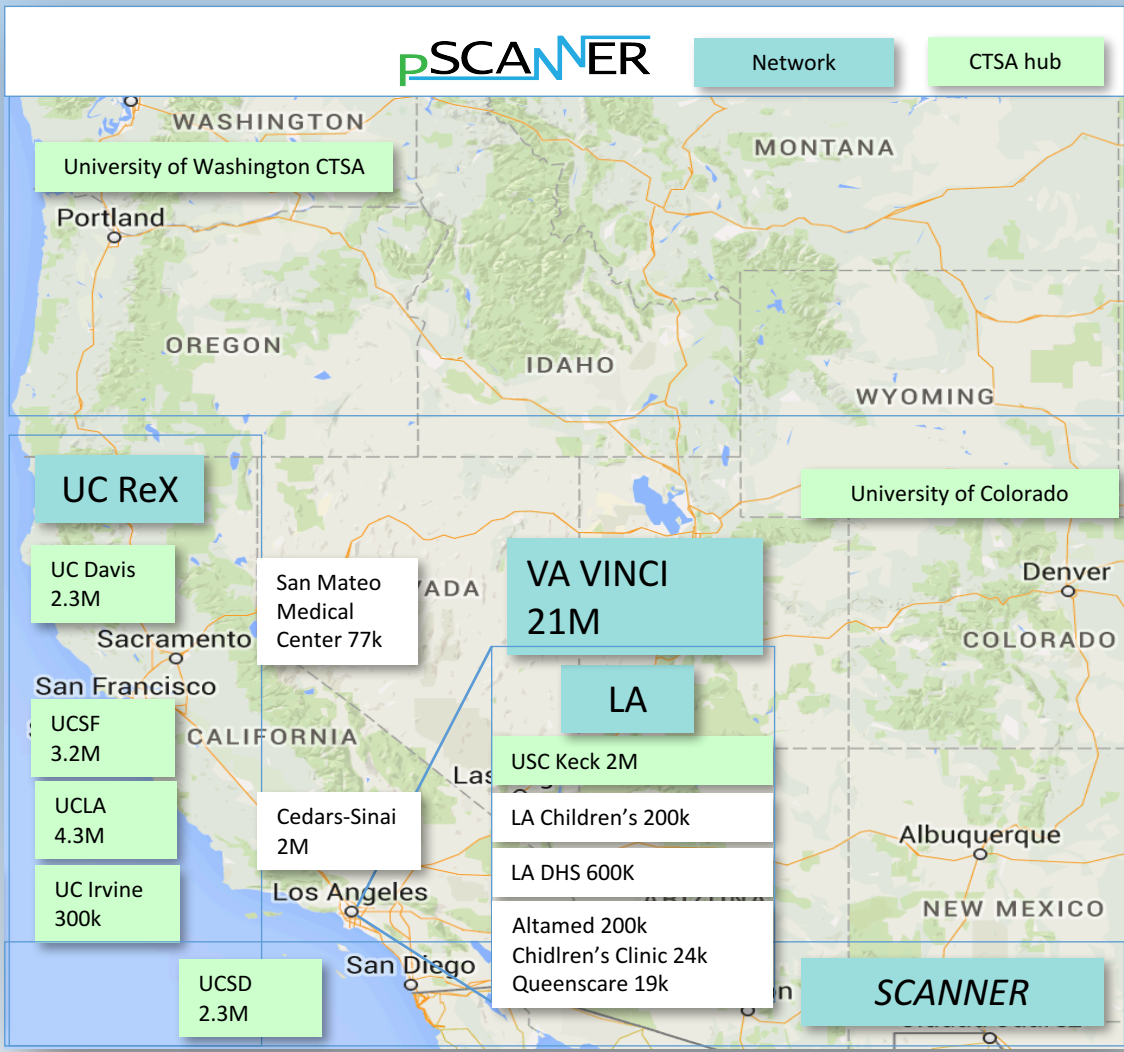 pSCANNER
Network
CTSA hub
WASHINGTON
MONTANA
University of Washington CTSA
Portland
OREGON
IDAHO
WYOMING
UC ReX
University of Colorado
UC Davis
2.3M
San Mateo
Medical
Center 77k
VADA
VA VINCI
21M
Denver
Sacramento
COLORADO
San Francisco
LA
UCSF
3.2M
CALIFORNIA
USC Keck 2M
Las
UCLA
4.3M
Cedars-Sinai
2M
LA Children's 200k
Albuquerque
LA DHS 600K
UC Irvine
300k
Los Angeles
NEW MEXICO
Altamed 200k
Chidlren's Clinic 24k
Queenscare 19k
San Diego
UCSD
2.3M
SCANNER